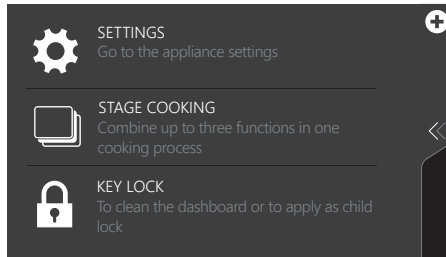 SETTINGS
Go to the appliance settings
STAGE COOKING
Combine up to three functions in one
cooking process
KEY LOCK
To clean the dashboard or to apply as child
lock